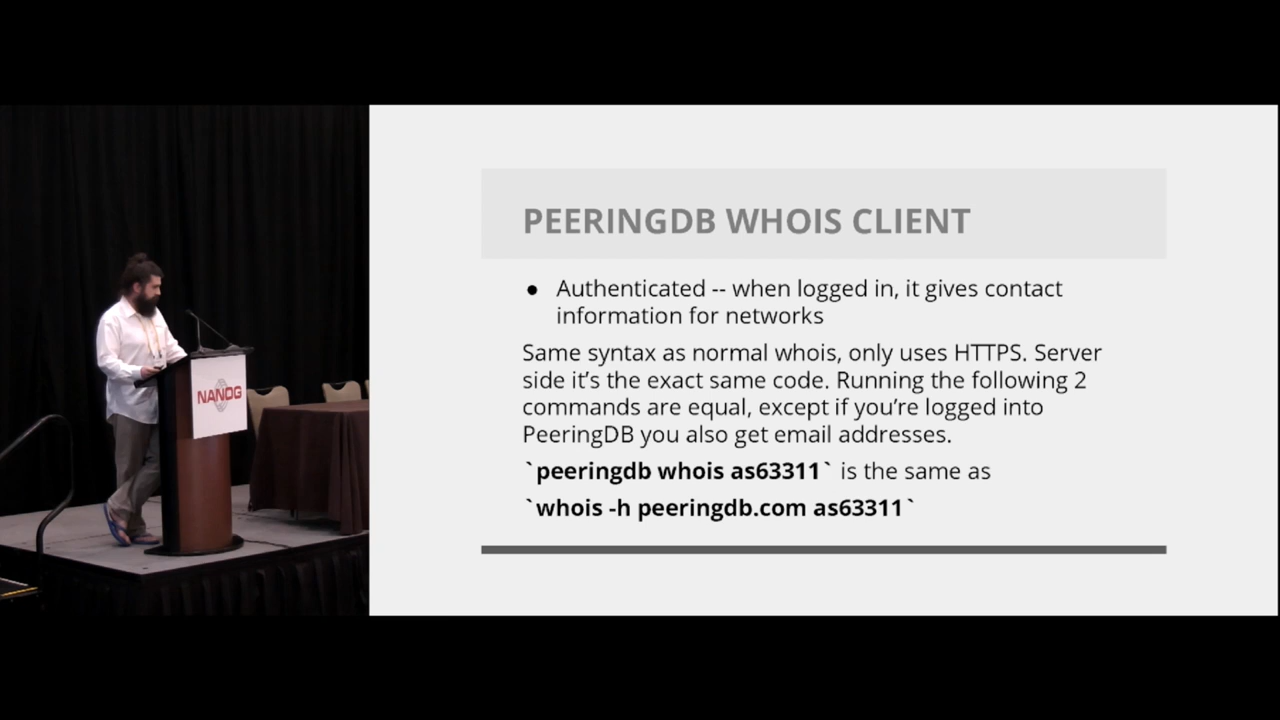 NANOG
PEERINGDB WHOIS CLIENT
● Authenticated -- when logged in, it gives contact
information for networks
Same syntax as normal whois, only uses HTTPS. Server
side it’s the exact same code. Running the following 2
commands are equal, except if you’re logged into
PeeringDB you also get email addresses.
`peeringdb whois as63311` is the same as
`whois -h peeringdb.com as63311`